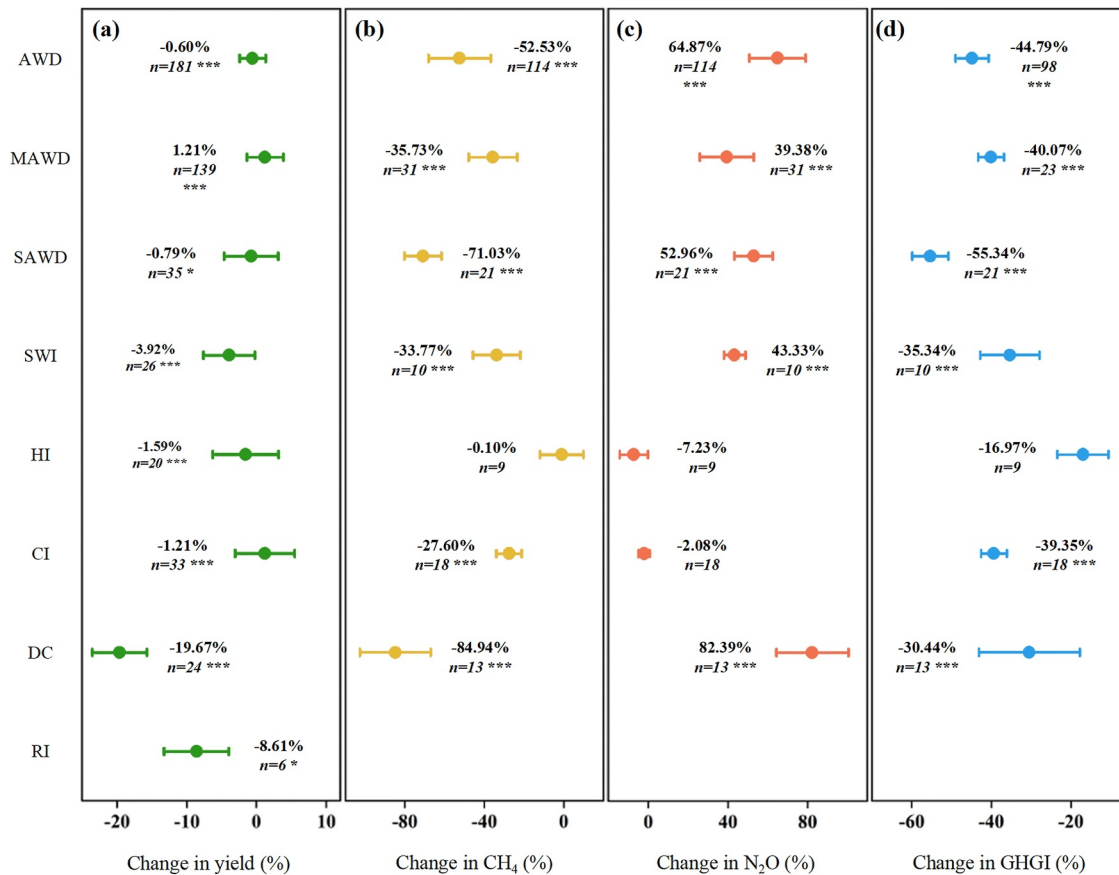 (a)
(b)
(c)
(d)
AWD
-0.60%
n=181 ***
-52.53%
n=114 ***
64.87%
n=114
***
-44.79%
n=98
***
MAWD
1.21%
n=139
***
-35.73%
n=31 ***
39.38%
n=31 ***
-40.07%
n=23 ***
SAWD
-0.79%
n=35 *
-71.03%
n=21 ***
52.96%
n=21 ***
-55.34%
n=21 ***
SWI
-3.92%
n=26 ***
-33.77%
n=10 ***
43.33%
n=10 ***
-35.34%
n=10 ***
HI
-1.59%
n=20 ***
-0.10%
n=9
-7.23%
n=9
-16.97%
n=9
CI
-1.21%
n=33 ***
-27.60%
n=18 ***
-2.08%
n=18
-39.35%
n=18 ***
DC
-19.67%
n=24 ***
-84.94%
n=13 ***
82.39%
n=13 ***
-30.44%
n=13 ***
RI
-8.61%
n=6 *
-20 -10 0 10
-80 -40 0
0 40 80
-60 -40 -20
Change in yield (%)
Change in CH₄ (%)
Change in N₂O (%)
Change in GHGI (%)